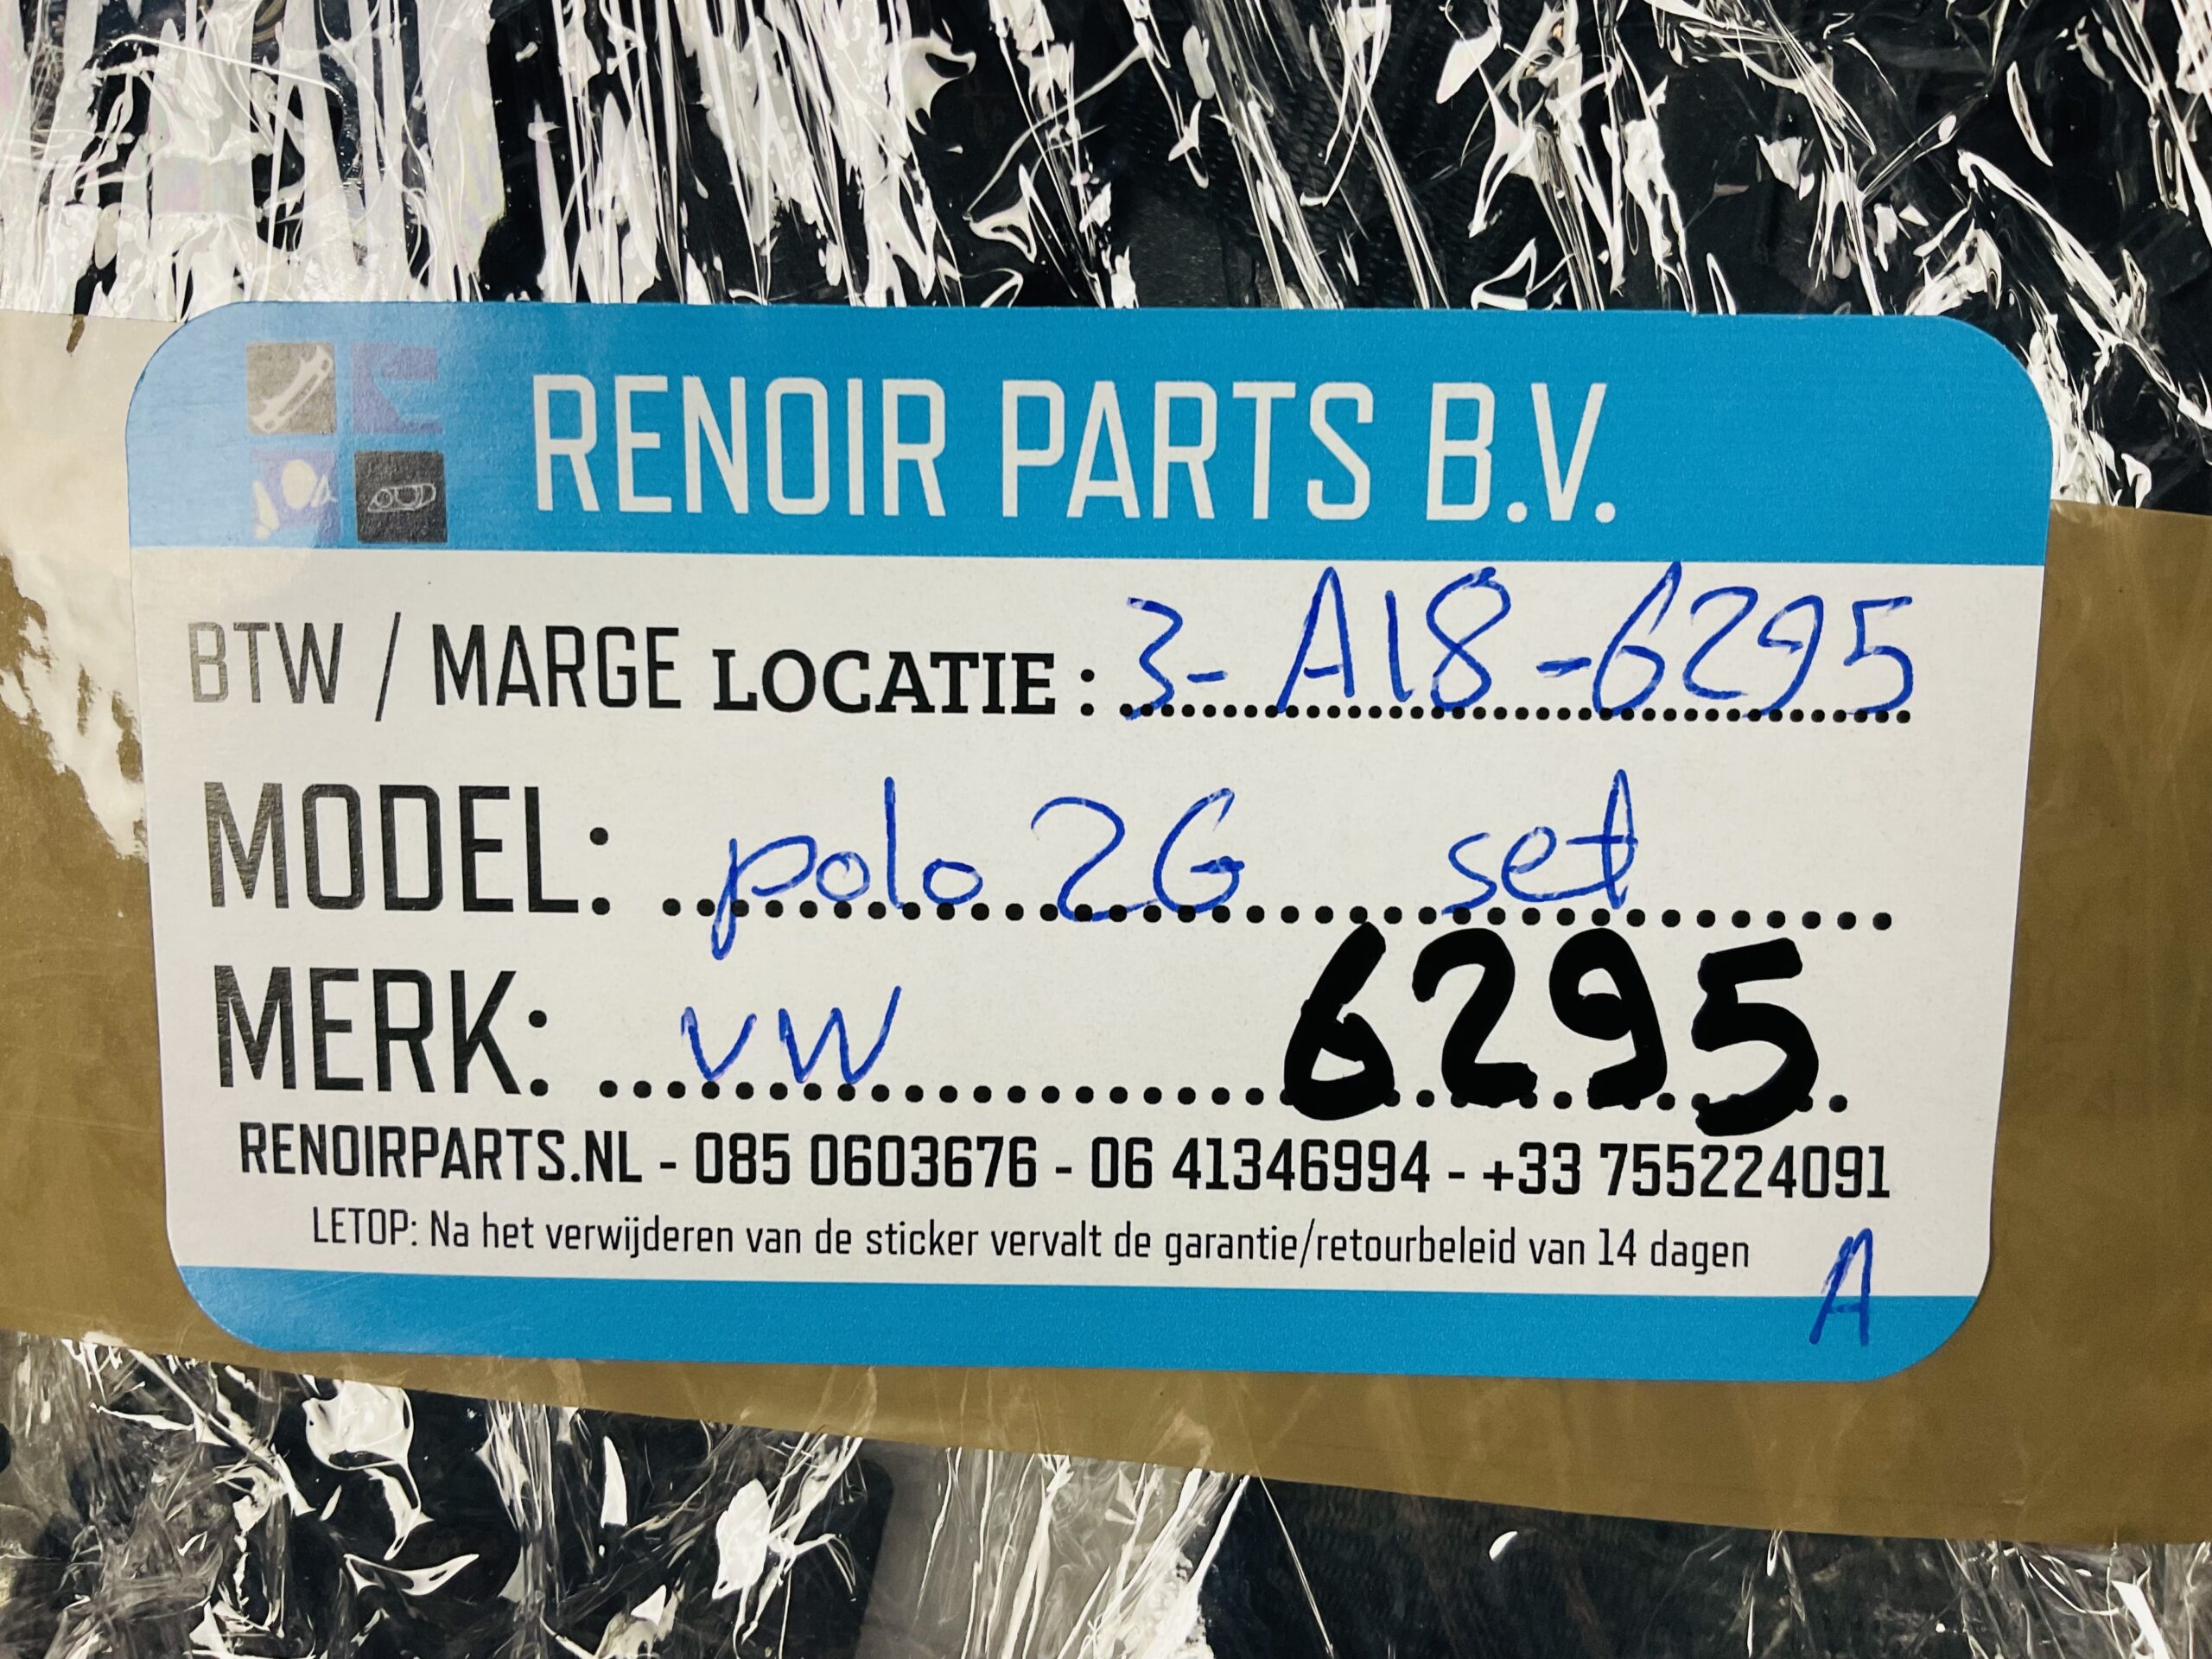 RENOIR PARTS B.V.
BTW / MARGE LOCATIE : 3- A18 -6295
MODEL: polo 2G set
MERK: vw 6295
RENOIRPARTS.NL - 085 0603676 - 06 41346994 - +33 755224091
LETOP: Na het verwijderen van de sticker vervalt de garantie/retourbeleid van 14 dagen
A